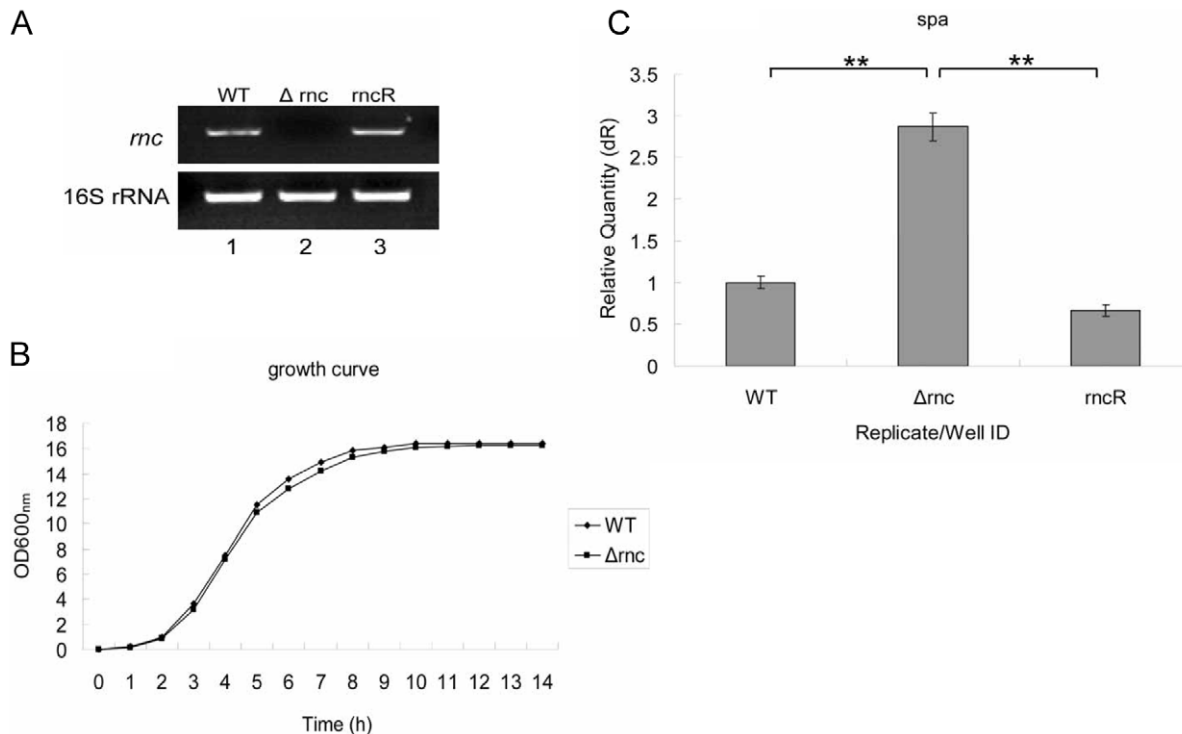 A
WT Δ rnc rncR
rnc
16S rRNA
1 2 3
B
growth curve
18
16
14
12
10
8
6
4
2
0
OD600nm
0 1 2 3 4 5 6 7 8 9 10 11 12 13 14
Time (h)
WT
Δrnc
C
spa
** **
3.5
3
2.5
2
1.5
1
0.5
0
Relative Quantity (dR)
WT Δrnc rncR
Replicate/Well ID